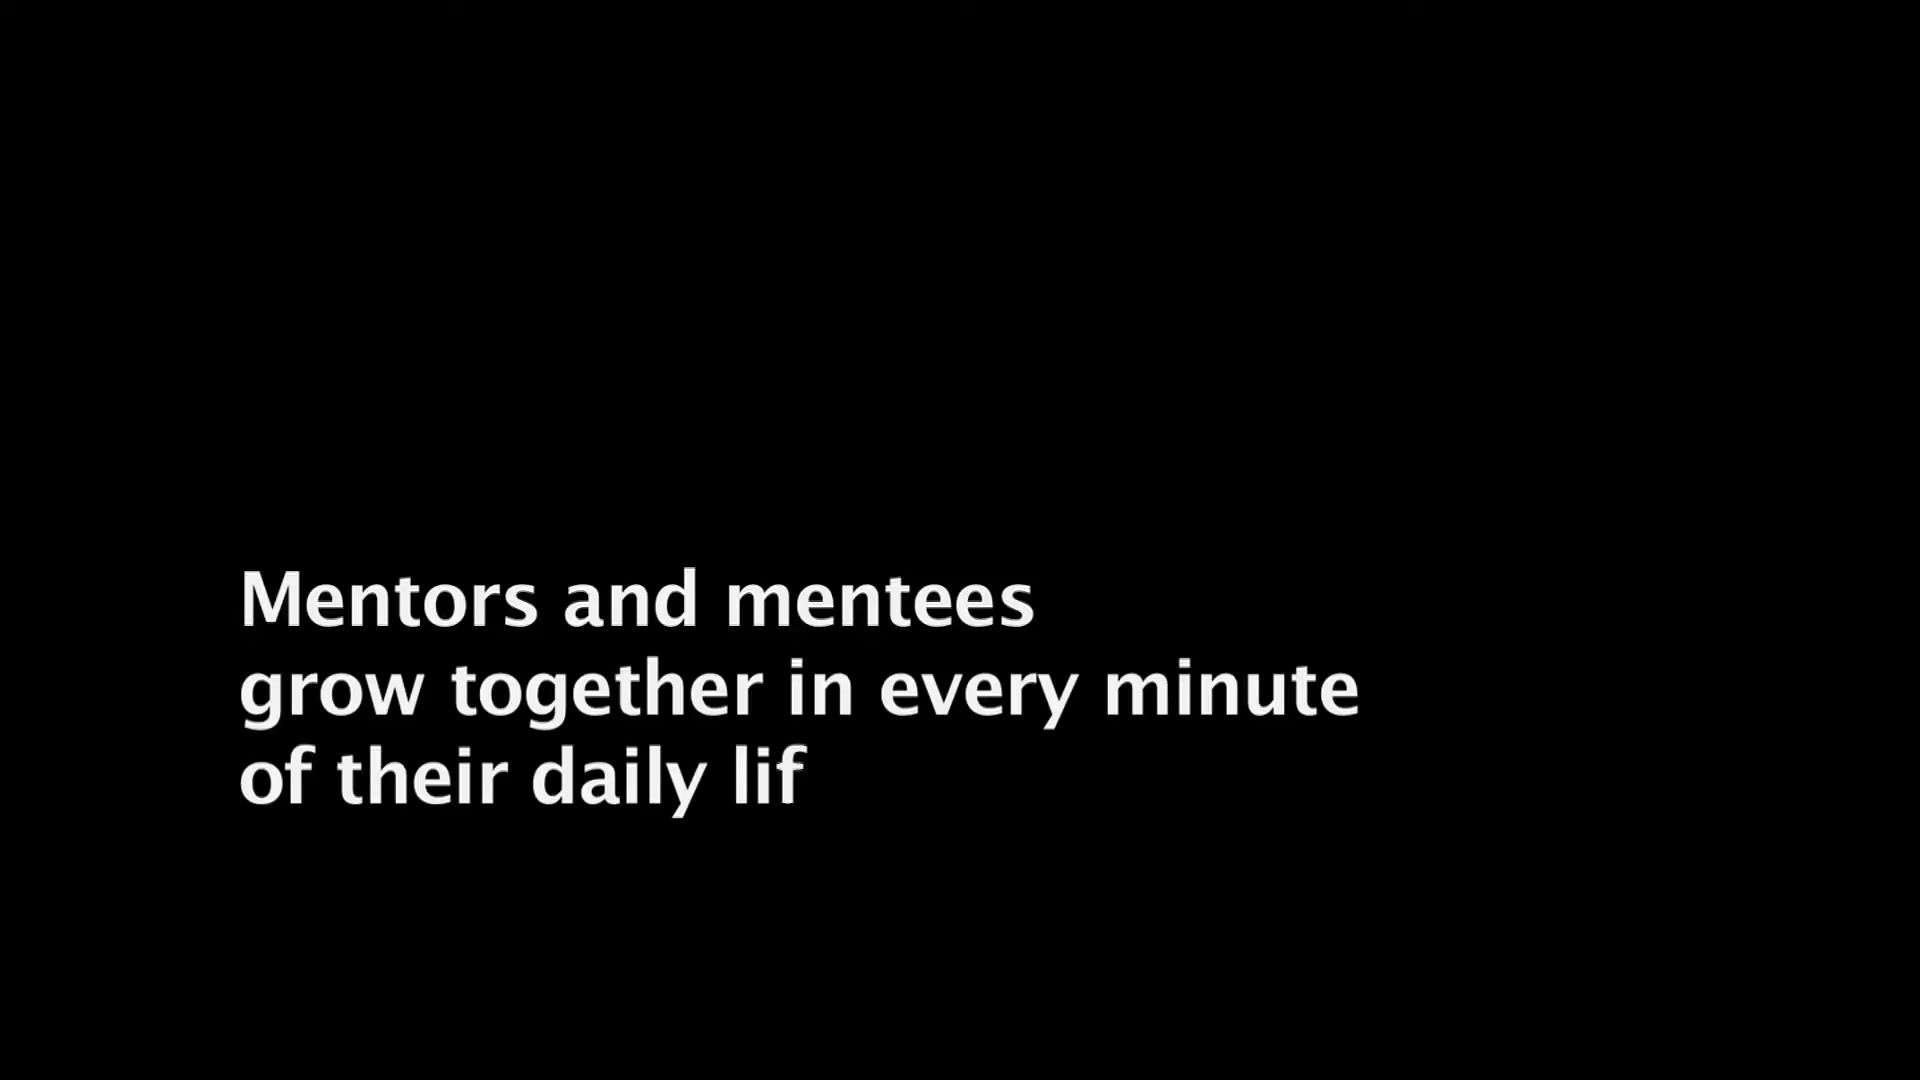 Mentors and mentees
grow together in every minute
of their daily lif